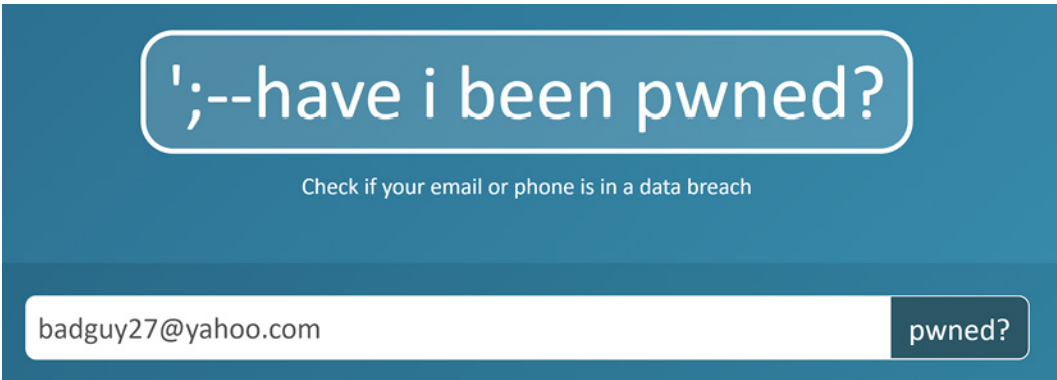 ';--have i been pwned?
Check if your email or phone is in a data breach
badguy27@yahoo.com
pwned?